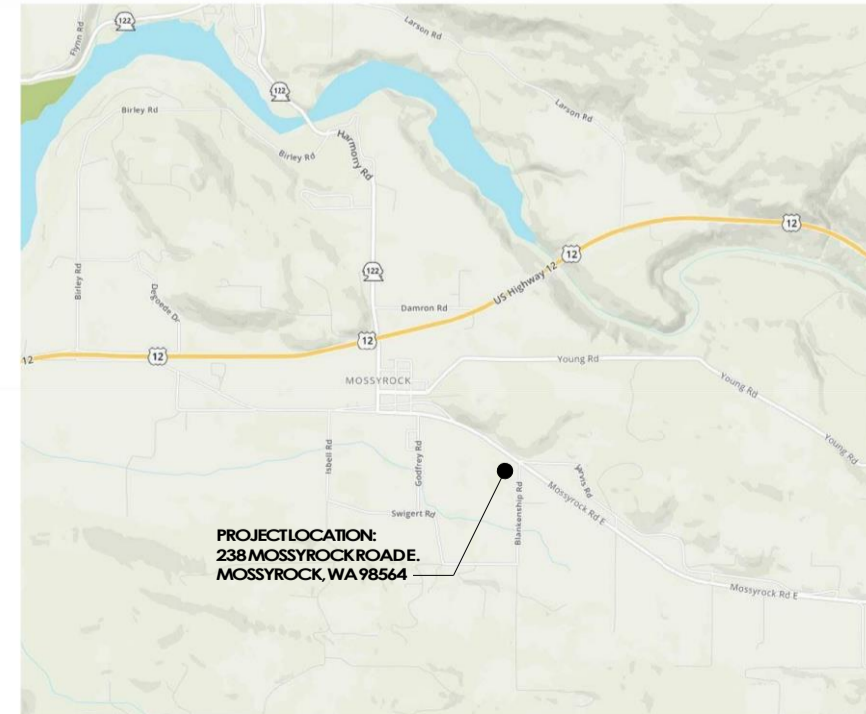 122
Flynn Rd
Larson Rd
122
Birley Rd
Larson Rd
Harmony Rd
Birley Rd
12
12
122
US Highway 12
Birley Rd
Degoede Dr
Damron Rd
12
12
12
Young Rd
MOSSYROCK
Young Rd
Isbell Rd
Godfrey Rd
Young Rd
Jarvis Rd
Mossyrock Rd E
Blankenship Rd
Swigert Rd
PROJECT LOCATION:
238 MOSSYROCK ROAD E.
MOSSYROCK, WA 98564
Mossyrock Rd E